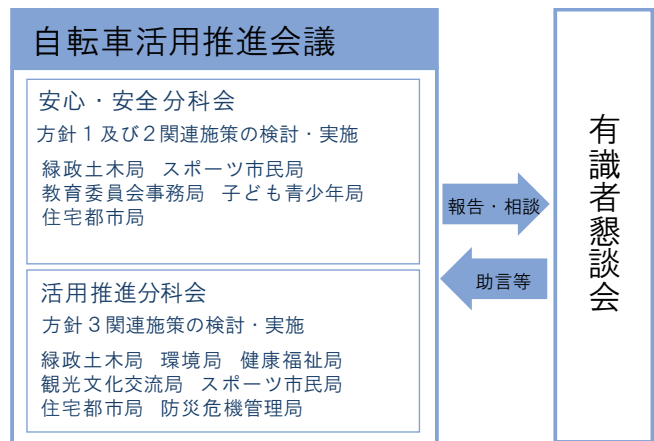 自転車活用推進会議
安心・安全分科会
方針1及び2関連施策の検討・実施
緑政土木局 スポーツ市民局
教育委員会事務局 子ども青少年局
住宅都市局
活用推進分科会
方針3関連施策の検討・実施
緑政土木局 環境局 健康福祉局
観光文化交流局 スポーツ市民局
住宅都市局 防災危機管理局
報告・相談
助言等
有識者懇談会